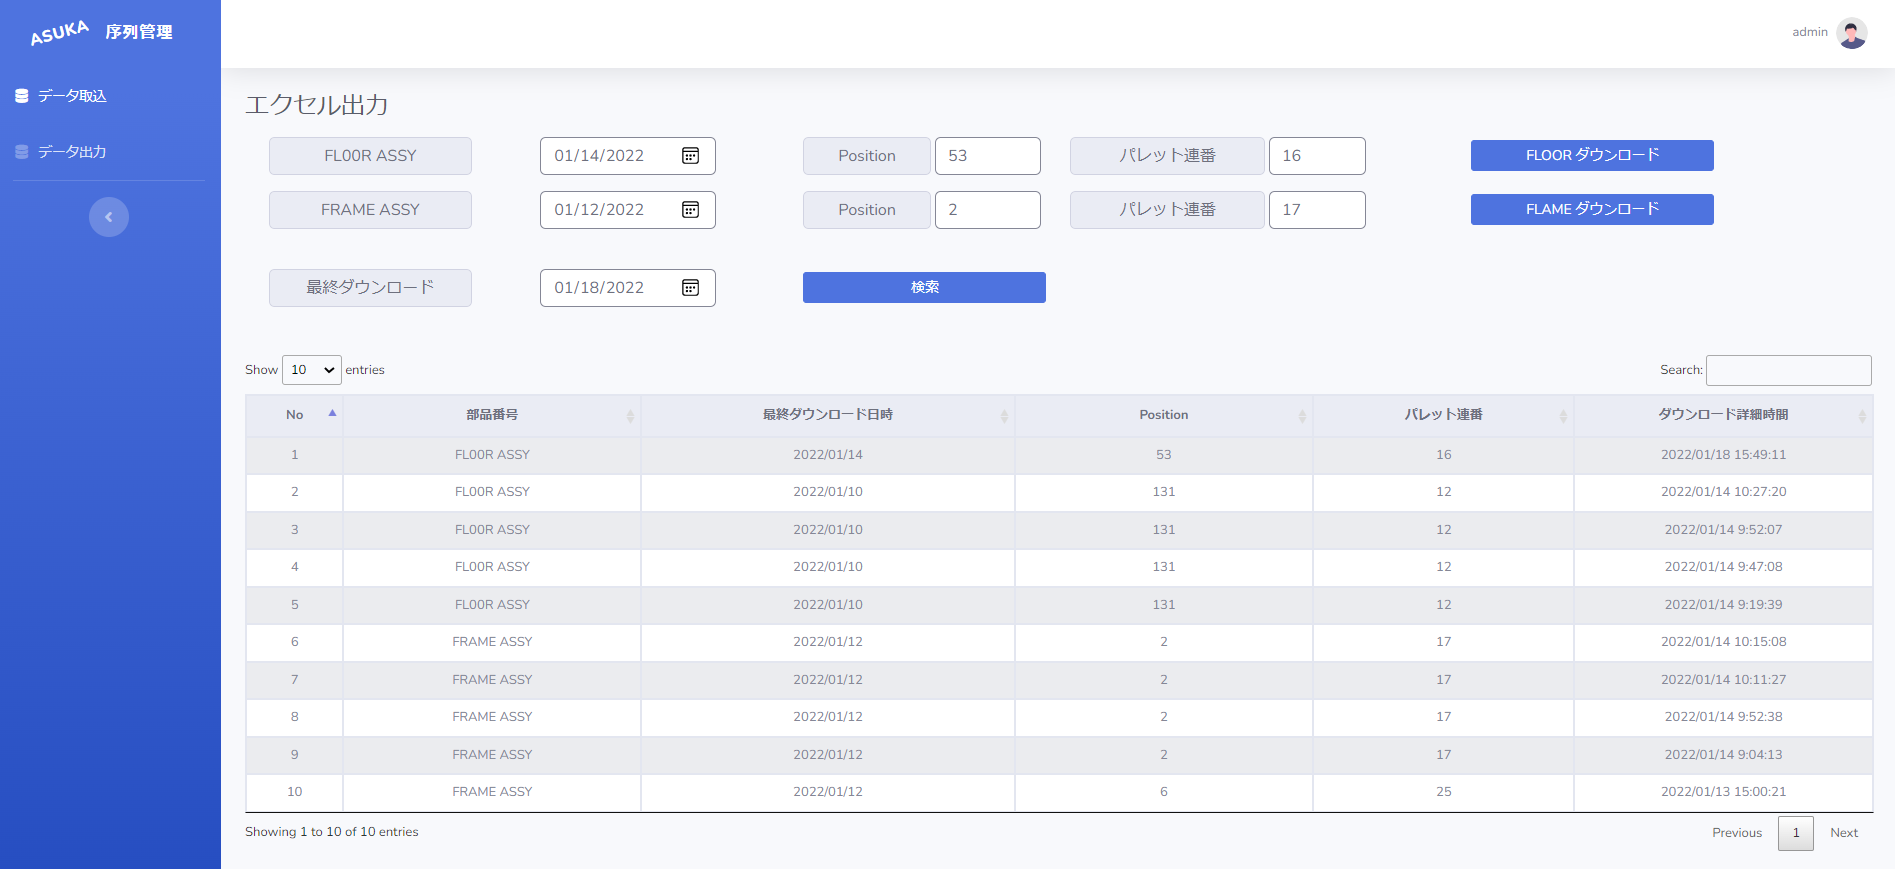 ASUKA 序列管理
admin
データ取込
データ出力
エクセル出力
FL00R ASSY 01/14/2022 Position 53 パレット連番 16 FLOOR ダウンロード
FRAME ASSY 01/12/2022 Position 2 パレット連番 17 FLAME ダウンロード
最終ダウンロード 01/18/2022 検索
Show 10 entries Search:
No 部品番号 最終ダウンロード日時 Position パレット連番 ダウンロード詳細時間
1 FL00R ASSY 2022/01/14 53 16 2022/01/18 15:49:11
2 FL00R ASSY 2022/01/10 131 12 2022/01/14 10:27:20
3 FL00R ASSY 2022/01/10 131 12 2022/01/14 9:52:07
4 FL00R ASSY 2022/01/10 131 12 2022/01/14 9:47:08
5 FL00R ASSY 2022/01/10 131 12 2022/01/14 9:19:39
6 FRAME ASSY 2022/01/12 2 17 2022/01/14 10:15:08
7 FRAME ASSY 2022/01/12 2 17 2022/01/14 10:11:27
8 FRAME ASSY 2022/01/12 2 17 2022/01/14 9:52:38
9 FRAME ASSY 2022/01/12 2 17 2022/01/14 9:04:13
10 FRAME ASSY 2022/01/12 6 25 2022/01/13 15:00:21
Showing 1 to 10 of 10 entries Previous 1 Next